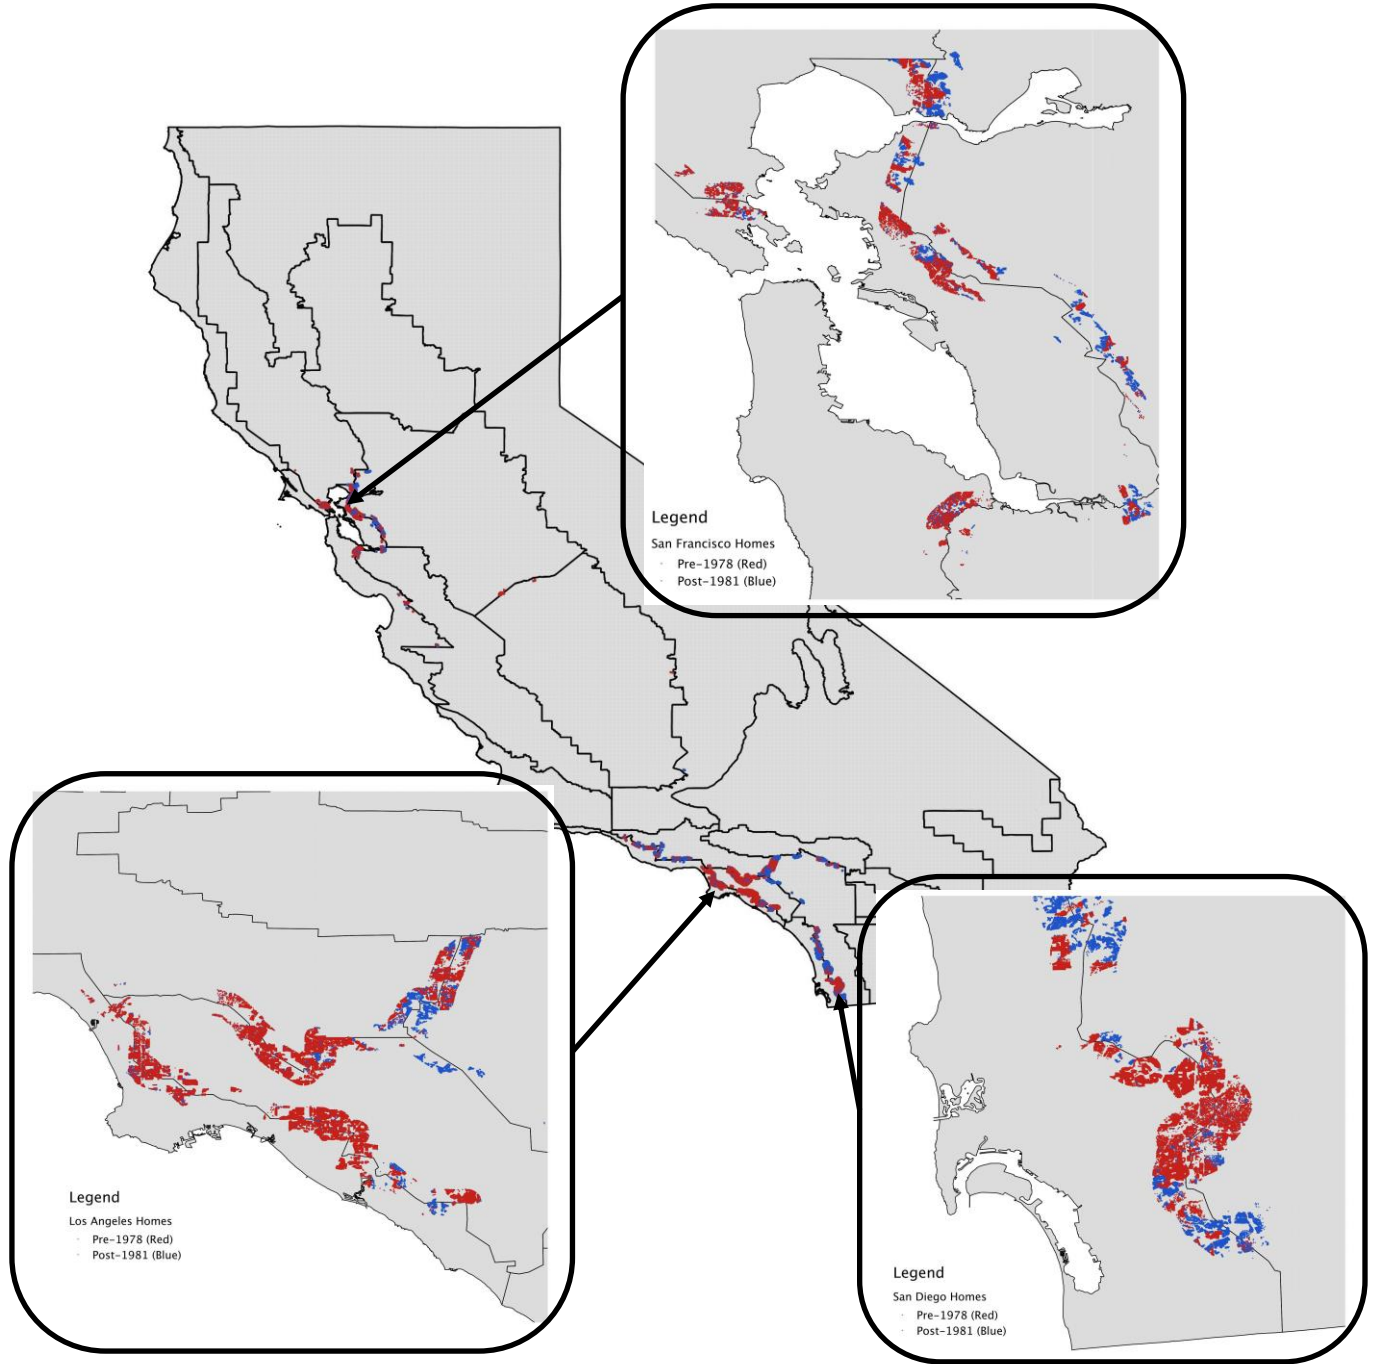 Legend
San Francisco Homes
Pre-1978 (Red)
Post-1981 (Blue)
Legend
Los Angeles Homes
Pre-1978 (Red)
Post-1981 (Blue)
Legend
San Diego Homes
Pre-1978 (Red)
Post-1981 (Blue)